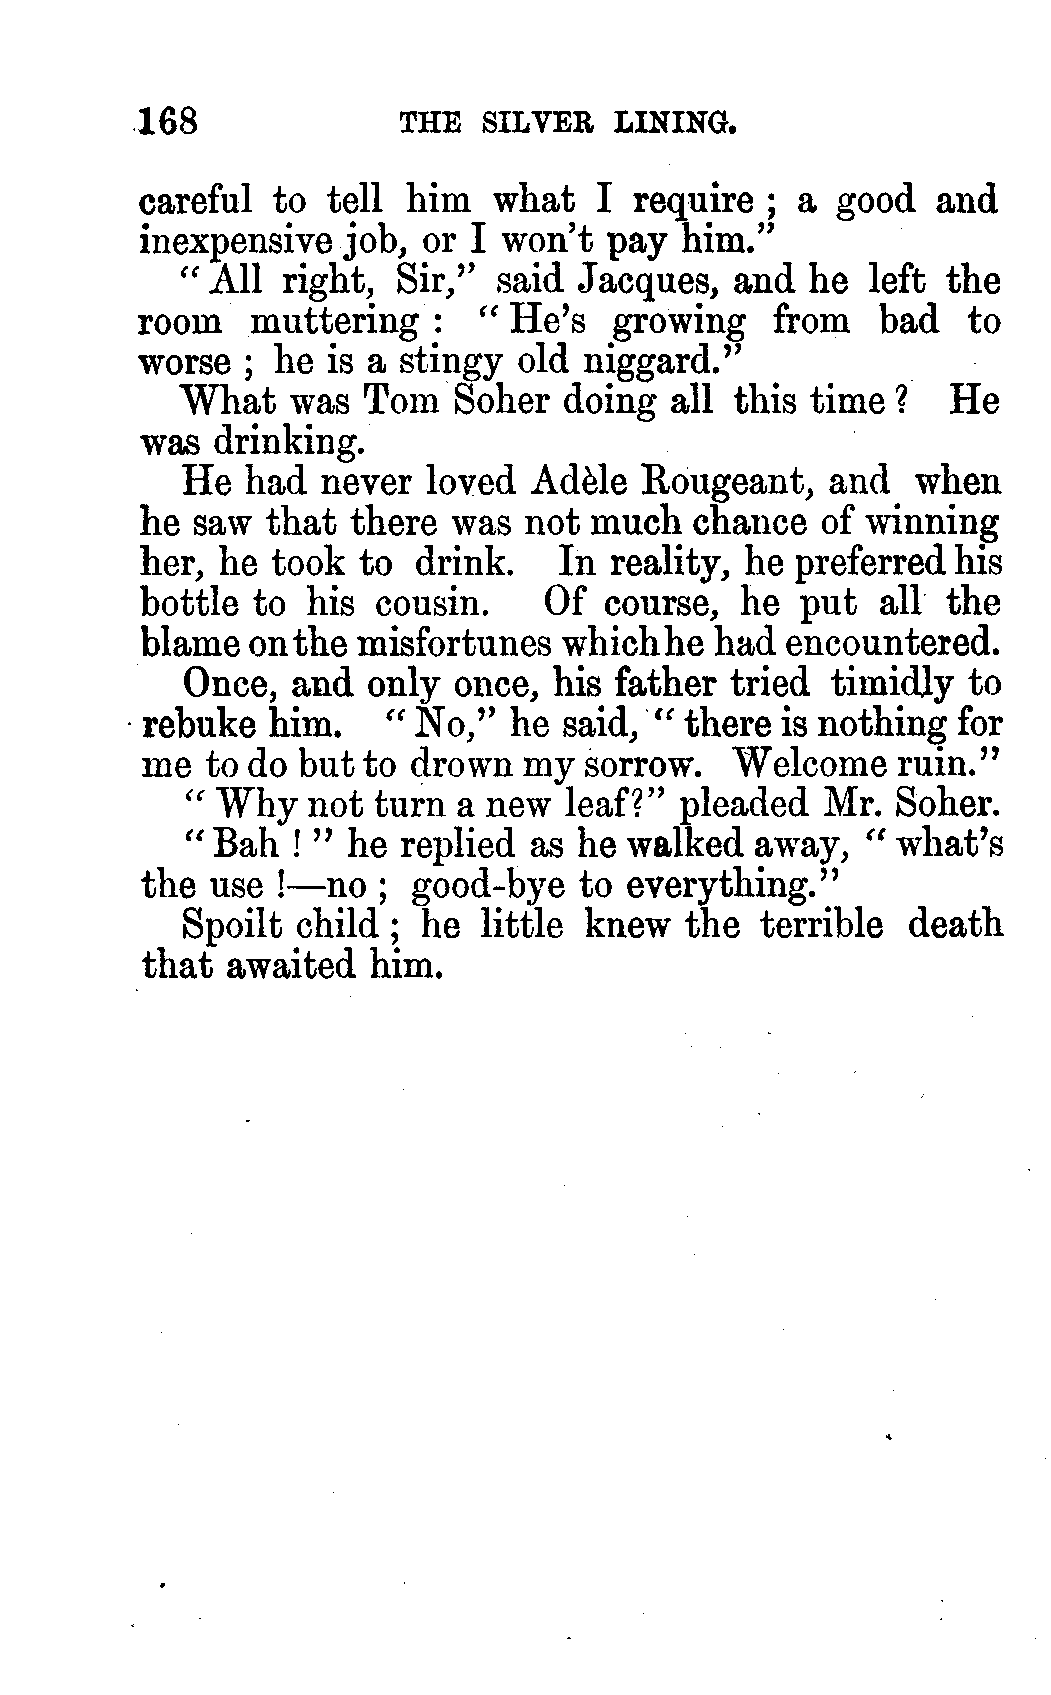 168 THE SILVER LINING.
careful to tell him what I require ; a good and
inexpensive job, or I won't pay him."
" All right, Sir," said Jacques, and he left the
room muttering : " He's growing from bad to
worse ; he is a stingy old niggard."
What was Tom Soher doing all this time ? He
was drinking.
He had never loved Adèle Rougeant, and when
he saw that there was not much chance of winning
her, he took to drink. In reality, he preferred his
bottle to his cousin. Of course, he put all the
blame onthe misfortunes whichhe had encountered.
Once, and only once, his father tried timidly to
rebuke him. " No," he said, " there is nothing for
me to do but to drown my sorrow. Welcome ruin."
" Why not turn a new leaf?" pleaded Mr. Soher.
" Bah ! " he replied as he walked away, " what's
the use !—no ; good-bye to everything."
Spoilt child ; he little knew the terrible death
that awaited him.